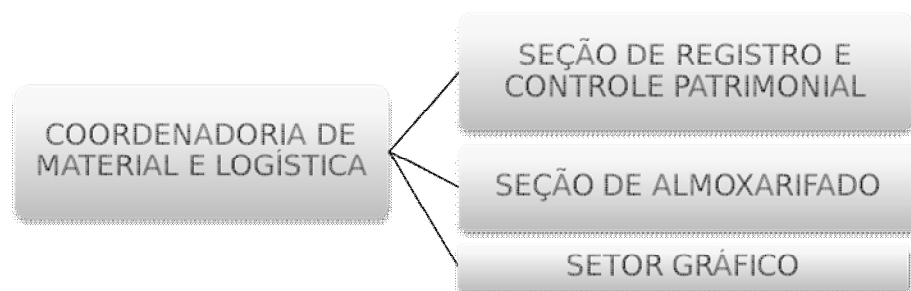 COORDENADORIA DE
MATERIAL E LOGÍSTICA
SEÇÃO DE REGISTRO E
CONTROLE PATRIMONIAL
SEÇÃO DE ALMOXARIFADO
SETOR GRÁFICO